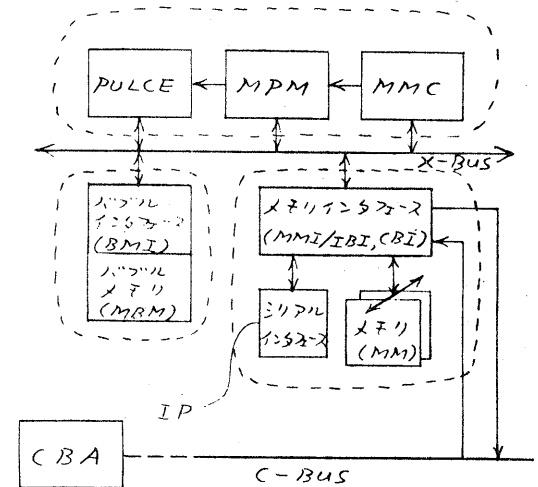 PULCE
MPM
MMC
X-BUS
バブル
インタフェース
(BMI)
バブル
メモリ
(MBM)
メモリインタフェース
(MMI/IBI, CBI)
シリアル
インタフェース
メモリ
(MM)
IP
CBA
C-BUS